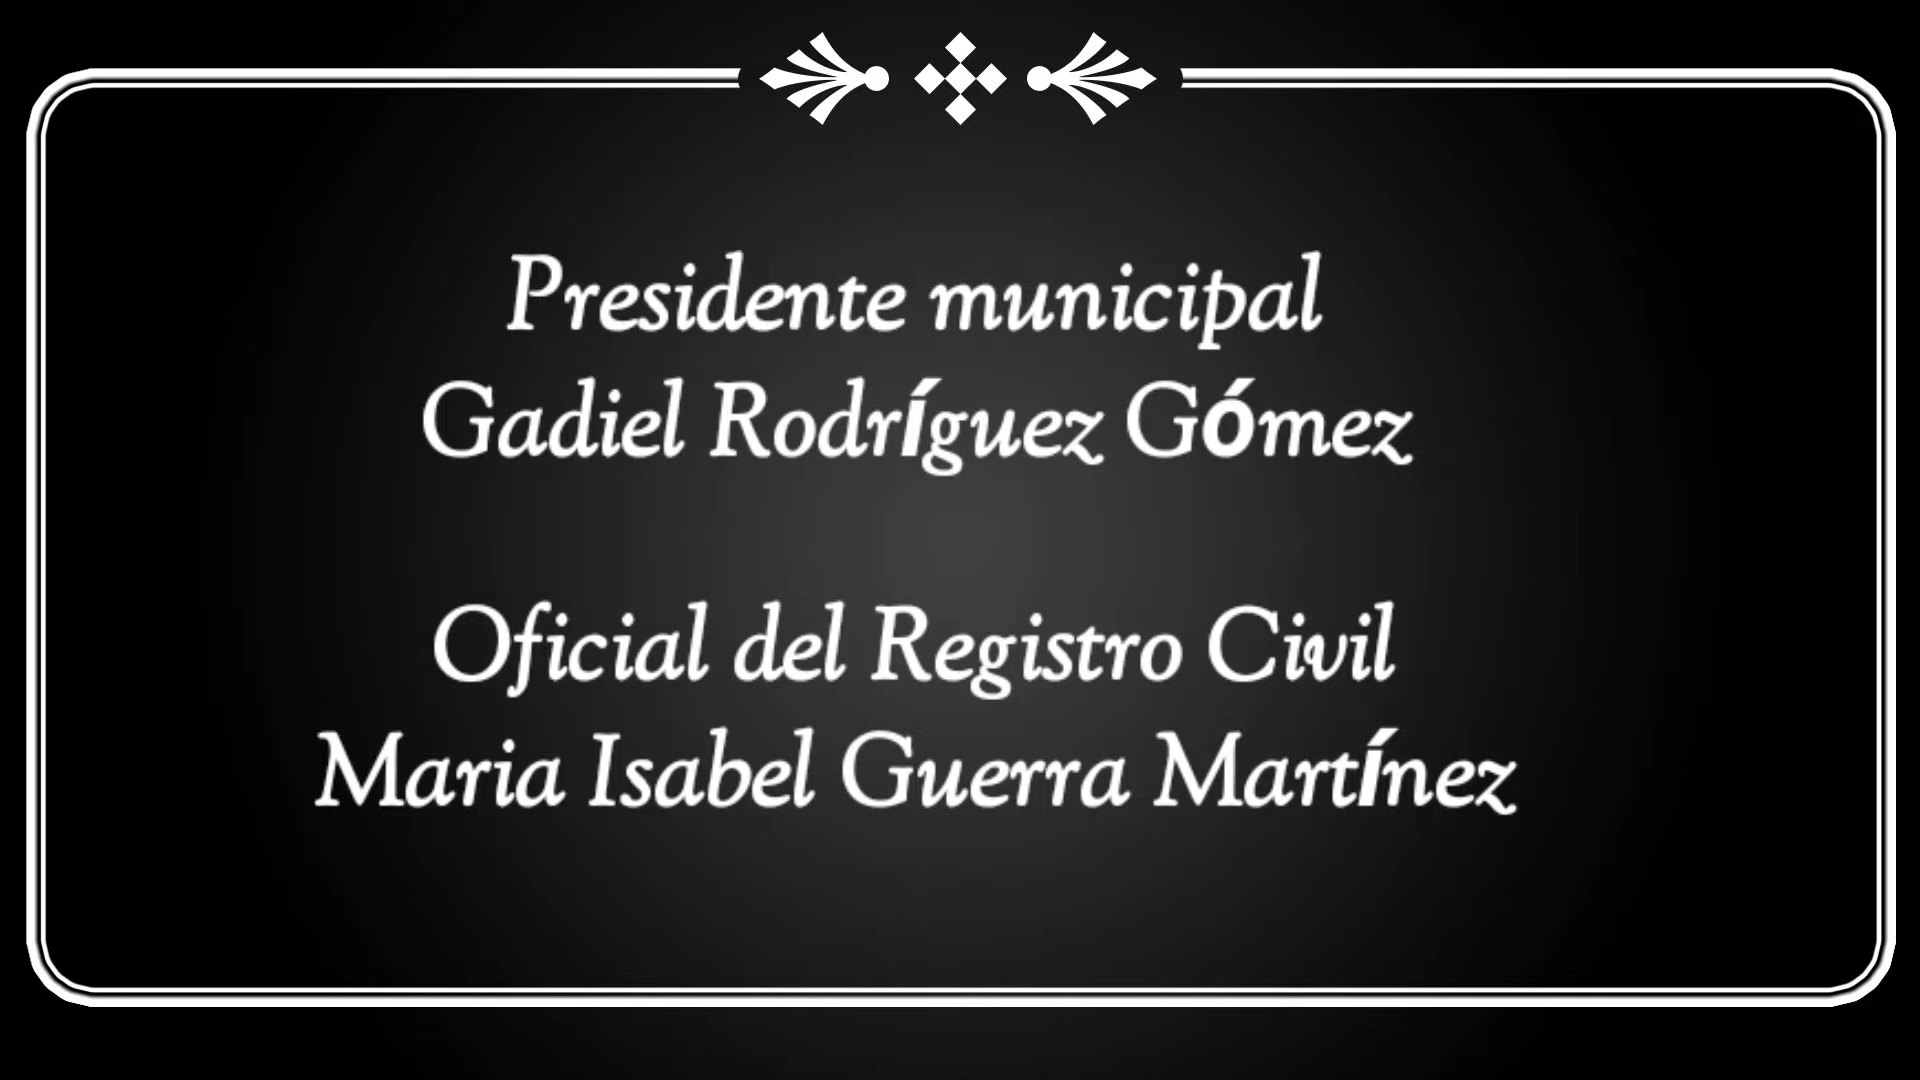 Presidente municipal
Gadiel Rodríguez Gómez
Oficial del Registro Civil
Maria Isabel Guerra Martínez